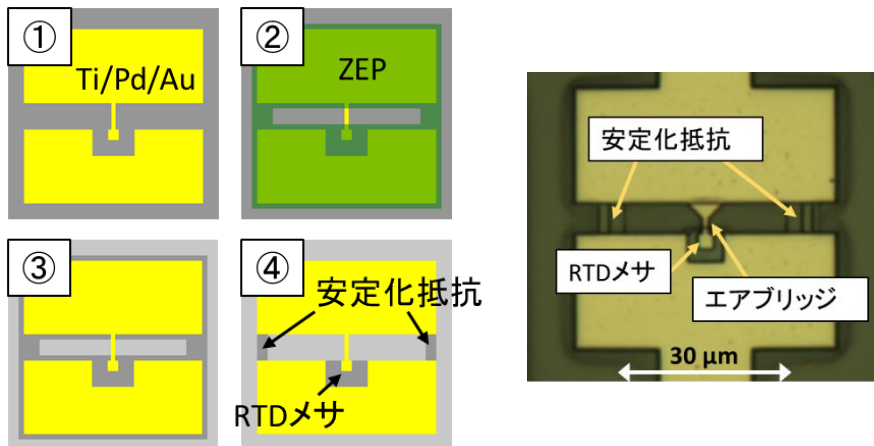 ①
Ti/Pd/Au
②
ZEP
③
④
安定化抵抗
RTDメサ
安定化抵抗
RTDメサ
エアブリッジ
30 μm